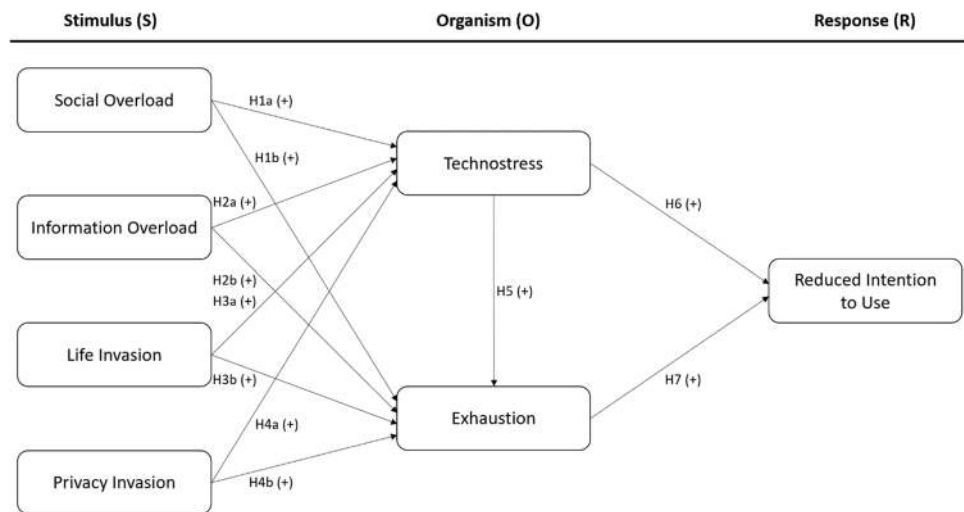 Stimulus (S)
Organism (O)
Response (R)
Social Overload
H1a (+)
H1b (+)
Technostress
Information Overload
H2a (+)
H6 (+)
H2b (+)
H3a (+)
H5 (+)
Reduced Intention
to Use
Life Invasion
H3b (+)
H7 (+)
Exhaustion
H4a (+)
Privacy Invasion
H4b (+)